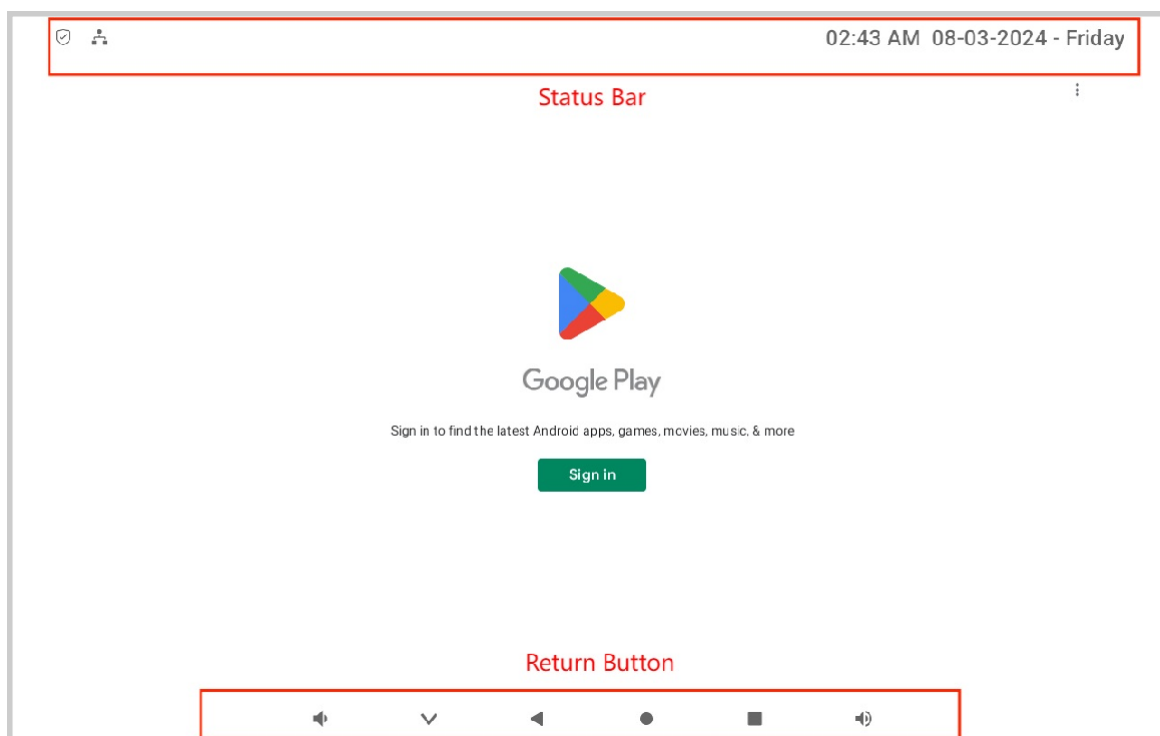 02:43 AM 08-03-2024 - Friday
Status Bar
Google Play
Sign in to find the latest Android apps, games, movies, music, & more
Sign in
Return Button